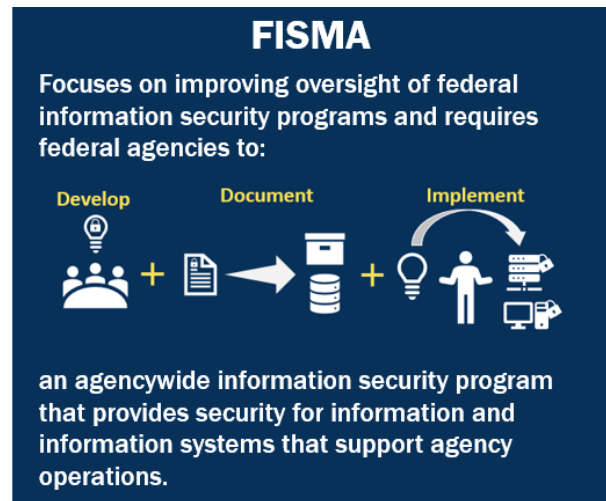 FISMA
Focuses on improving oversight of federal
information security programs and requires
federal agencies to:
Develop
Document
Implement
an agencywide information security program
that provides security for information and
information systems that support agency
operations.